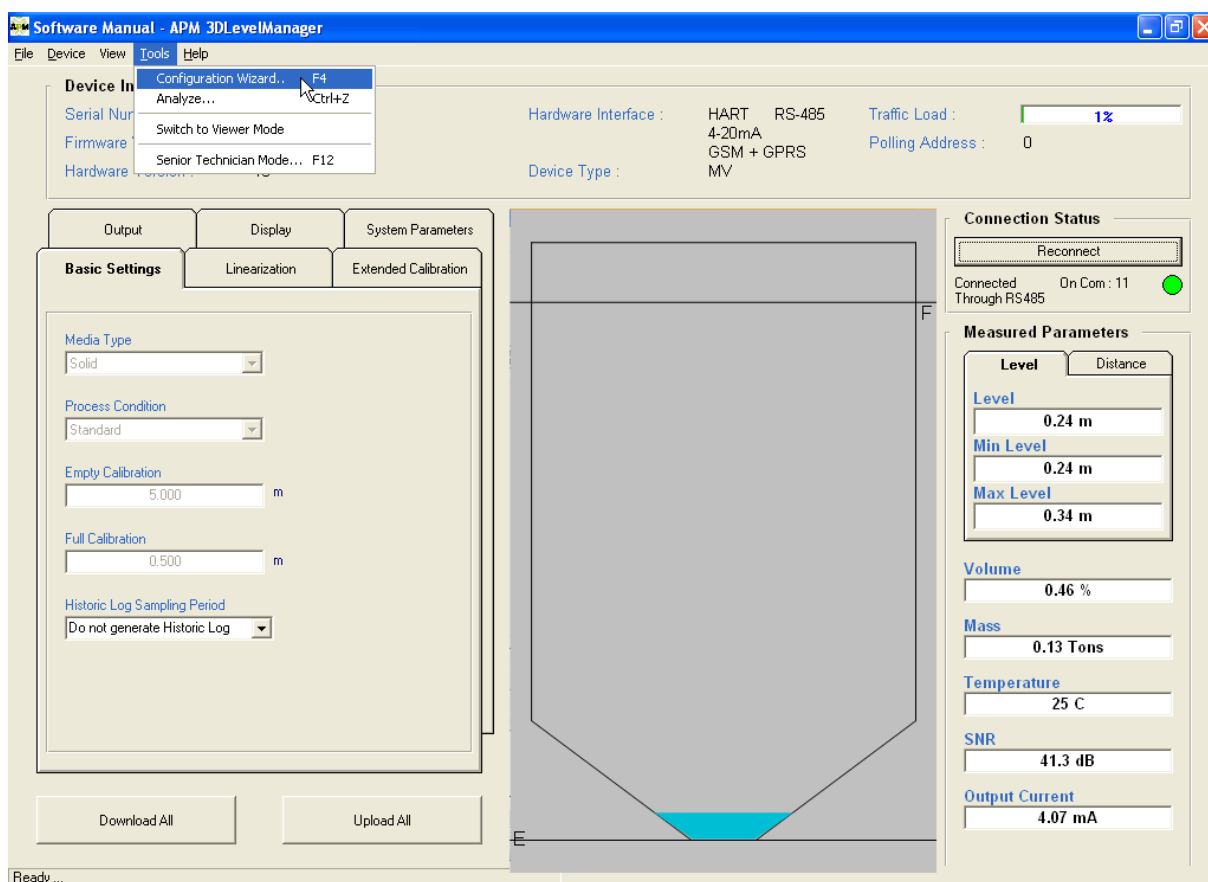 Software Manual - APM 3DLevelManager
File Device View Tools Help
Configuration Wizard.. F4
Analyze... Ctrl+Z
Switch to Viewer Mode
Senior Technician Mode... F12
Device In
Serial Nur
Firmware
Hardware
Hardware Interface : HART RS-485
4-20mA
GSM + GPRS
Device Type : MV
Traffic Load : 1%
Polling Address : 0
Output Display System Parameters
Basic Settings Linearization Extended Calibration
Media Type
Solid
Process Condition
Standard
Empty Calibration
5.000 m
Full Calibration
0.500 m
Historic Log Sampling Period
Do not generate Historic Log
Download All Upload All
F
E
Connection Status
Reconnect
Connected On Com : 11
Through RS485
Measured Parameters
Level Distance
Level
0.24 m
Min Level
0.24 m
Max Level
0.34 m
Volume
0.46 %
Mass
0.13 Tons
Temperature
25 C
SNR
41.3 dB
Output Current
4.07 mA
Ready ...